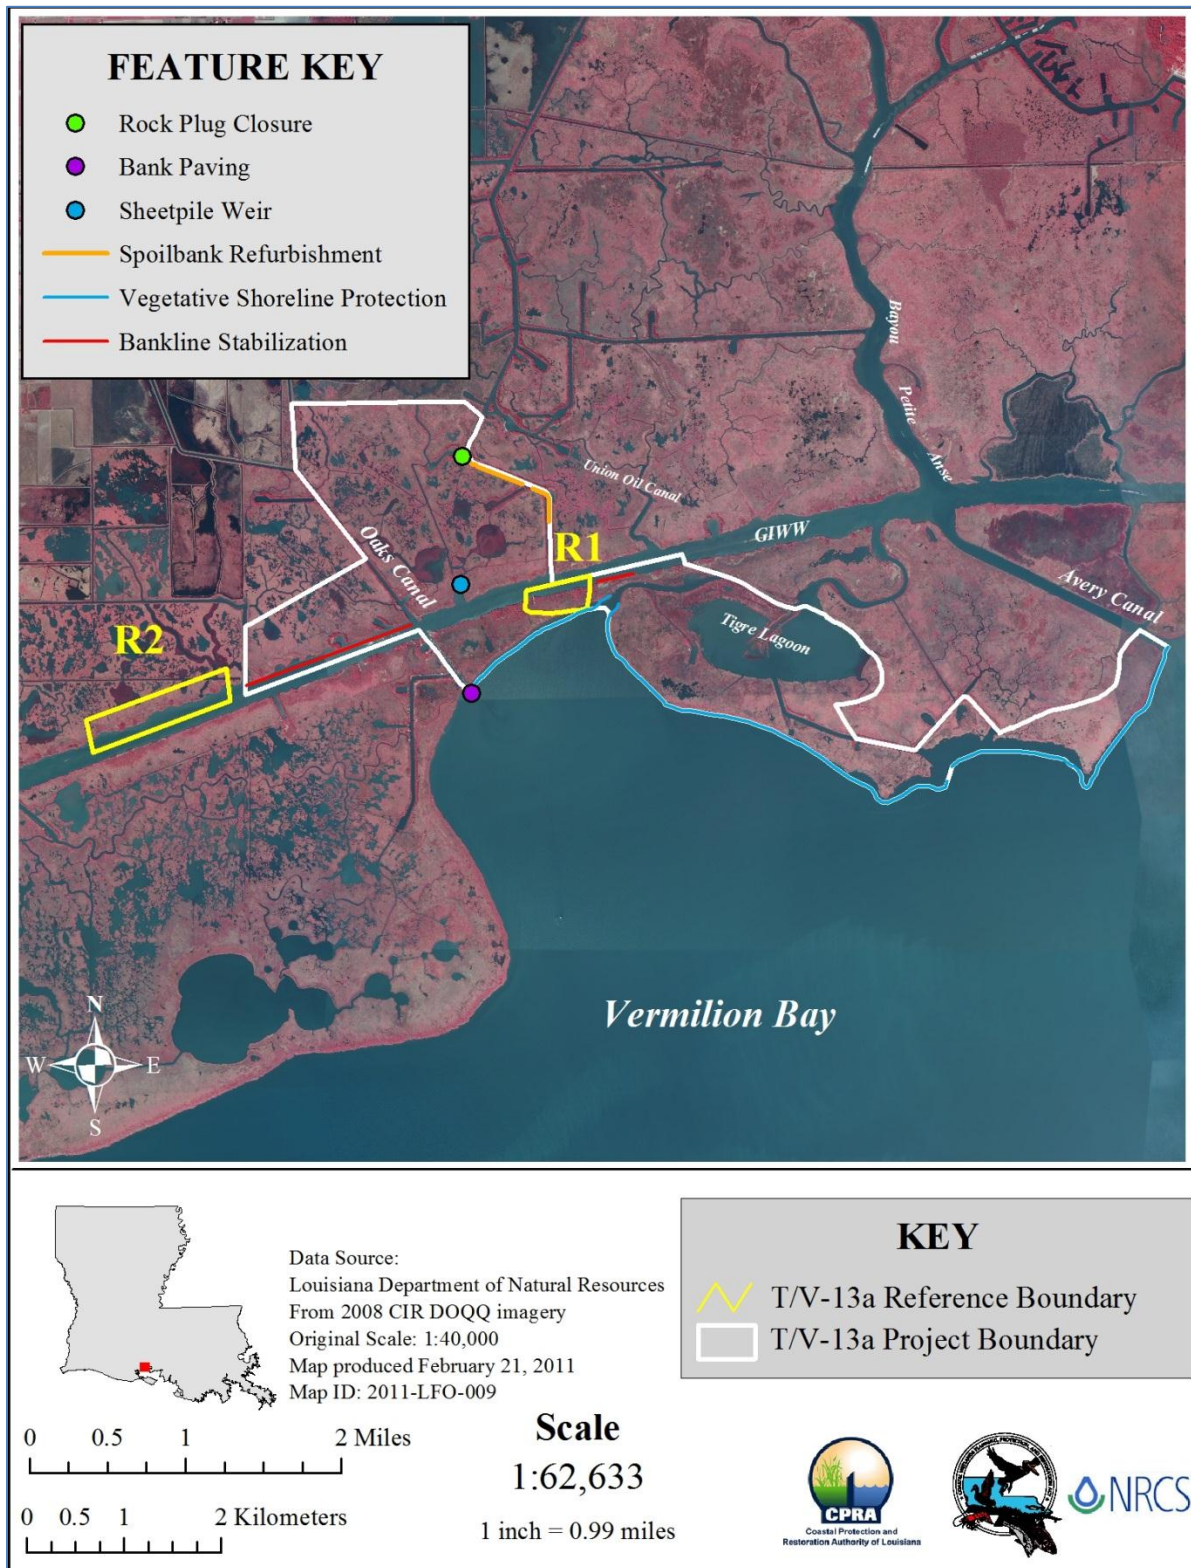 FEATURE KEY
Rock Plug Closure
Bank Paving
Sheetpile Weir
Spoilbank Refurbishment
Vegetative Shoreline Protection
Bankline Stabilization
Bayou
Petite
Anse
Union Oil Canal
Oaks Canal
R1
GIWW
Avery Canal
Tigre Lagoon
R2
Vermilion Bay
N
W
E
S
Data Source:
Louisiana Department of Natural Resources
From 2008 CIR DOQQ imagery
Original Scale: 1:40,000
Map produced February 21, 2011
Map ID: 2011-LFO-009
KEY
T/V-13a Reference Boundary
T/V-13a Project Boundary
0 0.5 1 2 Miles
0 0.5 1 2 Kilometers
Scale
1:62,633
1 inch = 0.99 miles
CPRA
Coastal Protection and
Restoration Authority of Louisiana
NRCS